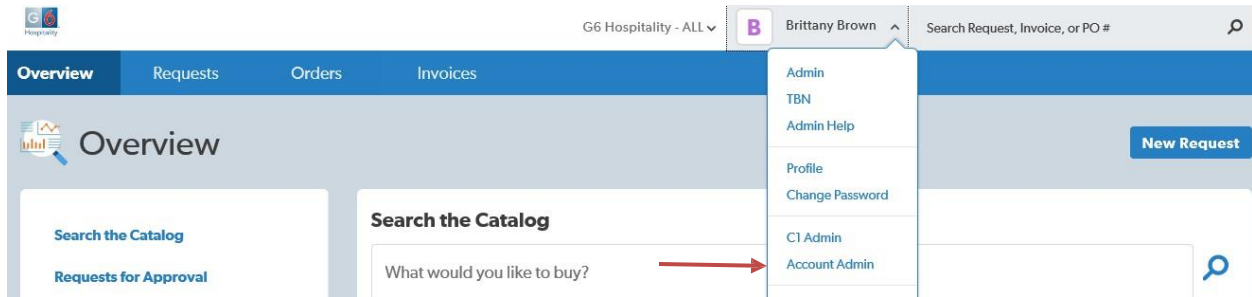 G6
Hospitality
G6 Hospitality - ALL
B
Brittany Brown
Search Request, Invoice, or PO #
Overview
Requests
Orders
Invoices
Admin
TBN
Admin Help
Profile
Change Password
C1 Admin
Account Admin
Overview
New Request
Search the Catalog
Requests for Approval
Search the Catalog
What would you like to buy?